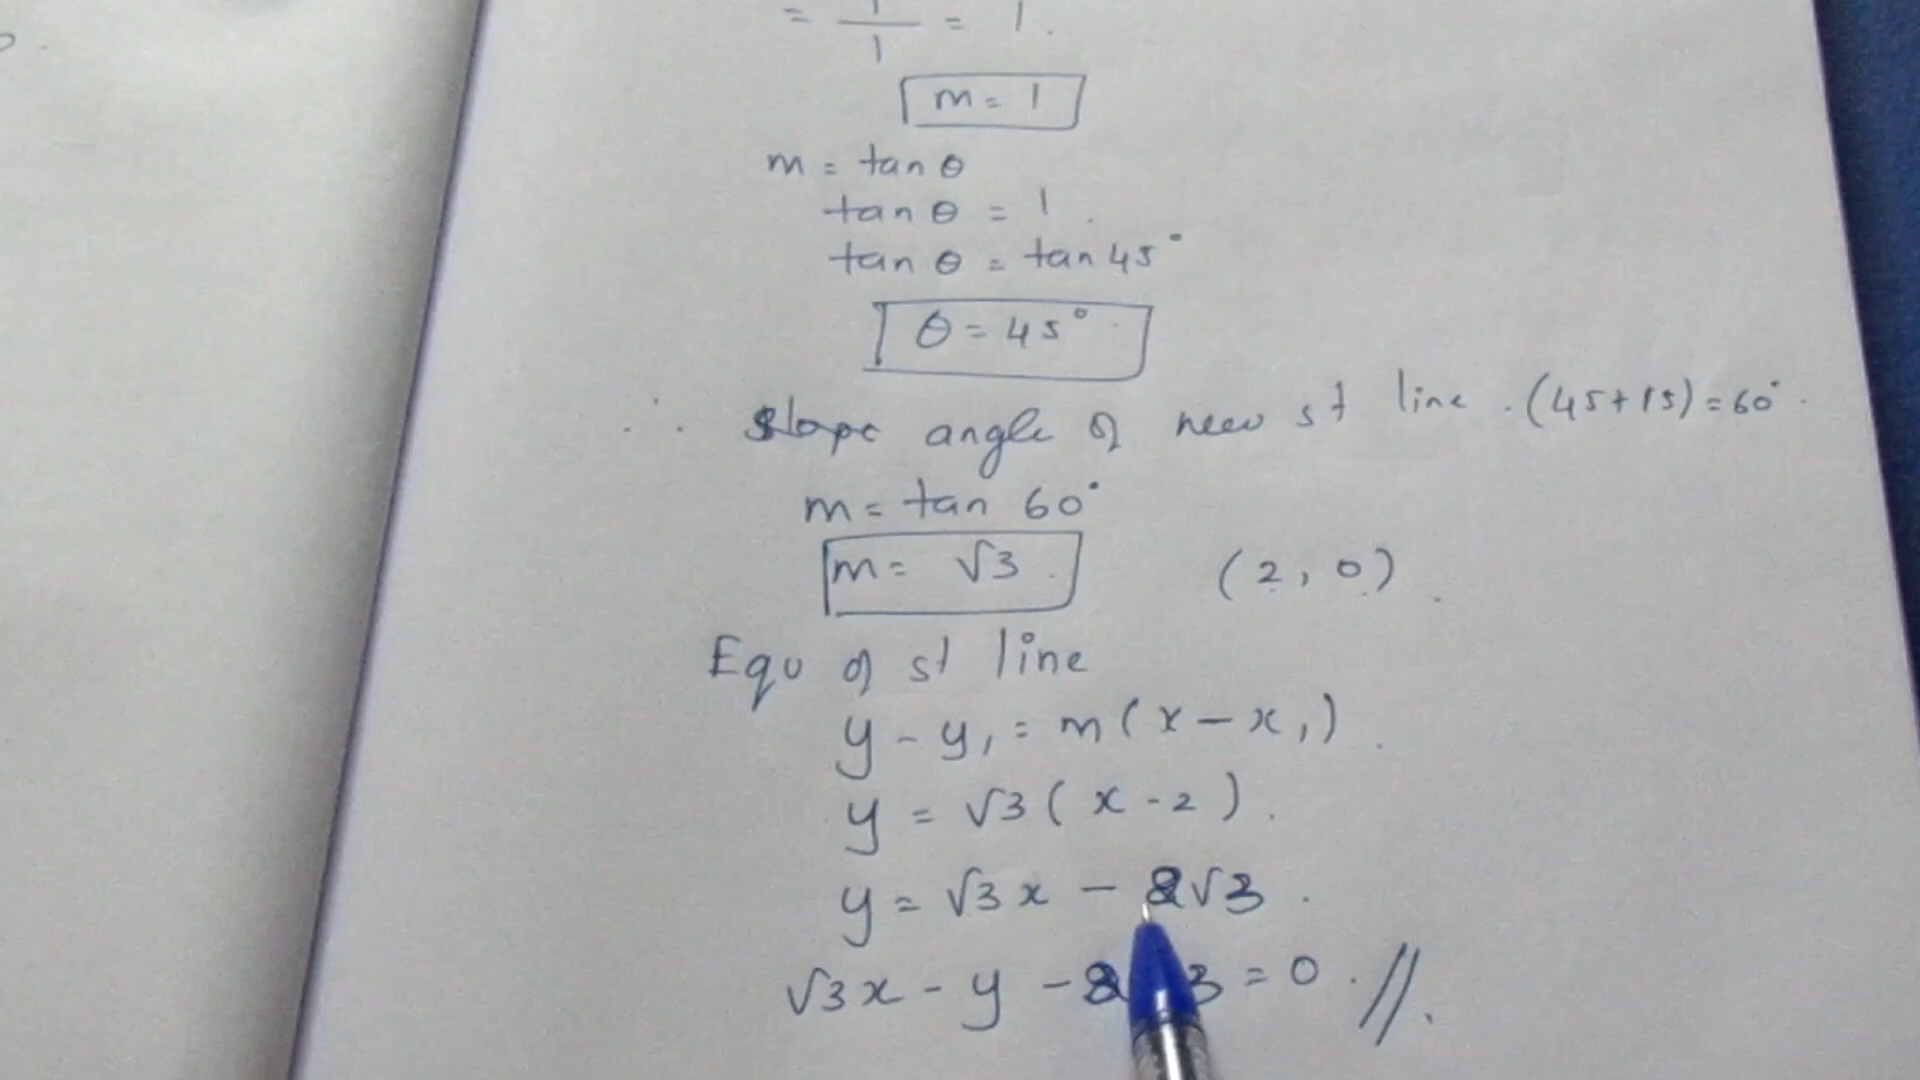 = 1/1 = 1.
m = 1
m = tan θ
tan θ = 1.
tan θ = tan 45°
θ = 45°
∴ slope angle of new st line. (45+15) = 60°.
m = tan 60°
m = √3. (2, 0).
Equ of st line
y - y₁ = m(x - x₁).
y = √3(x - 2).
y = √3x - 2√3.
√3x - y - 2 3 = 0. //.